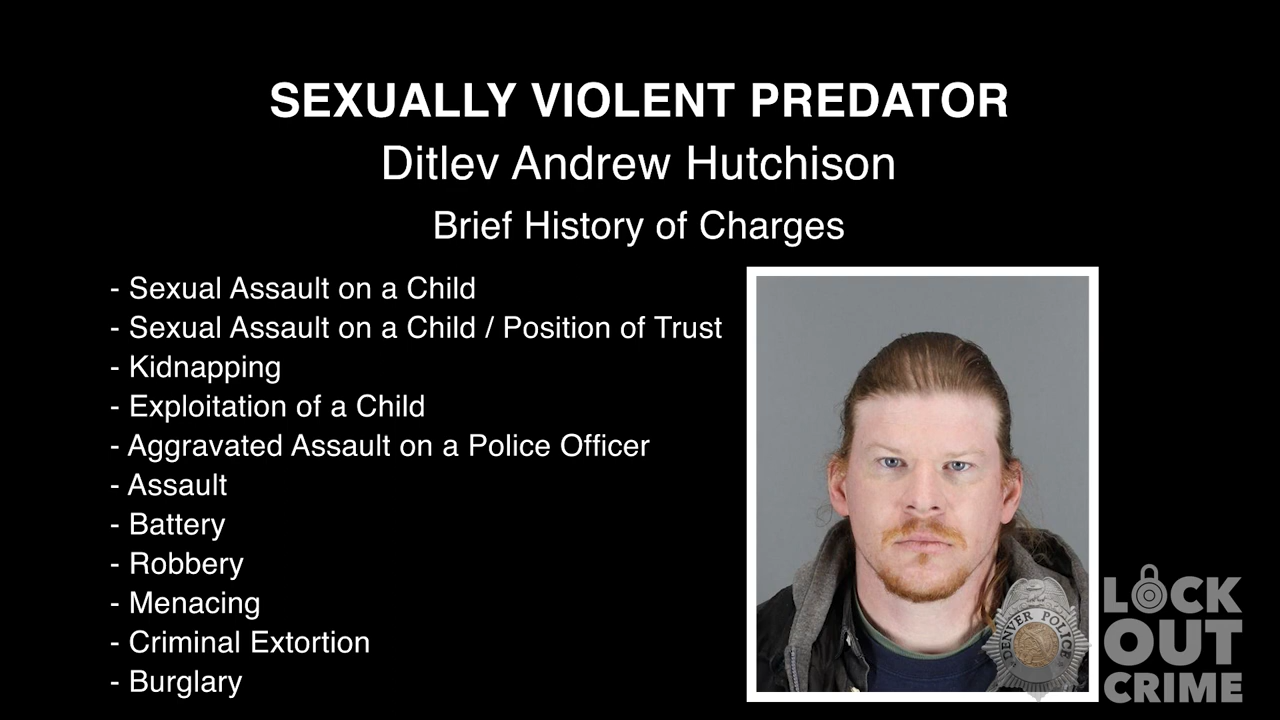 SEXUALLY VIOLENT PREDATOR
Ditlev Andrew Hutchison
Brief History of Charges
- Sexual Assault on a Child
- Sexual Assault on a Child / Position of Trust
- Kidnapping
- Exploitation of a Child
- Aggravated Assault on a Police Officer
- Assault
- Battery
- Robbery
- Menacing
- Criminal Extortion
- Burglary
DENVER POLICE
LOCK
OUT
CRIME